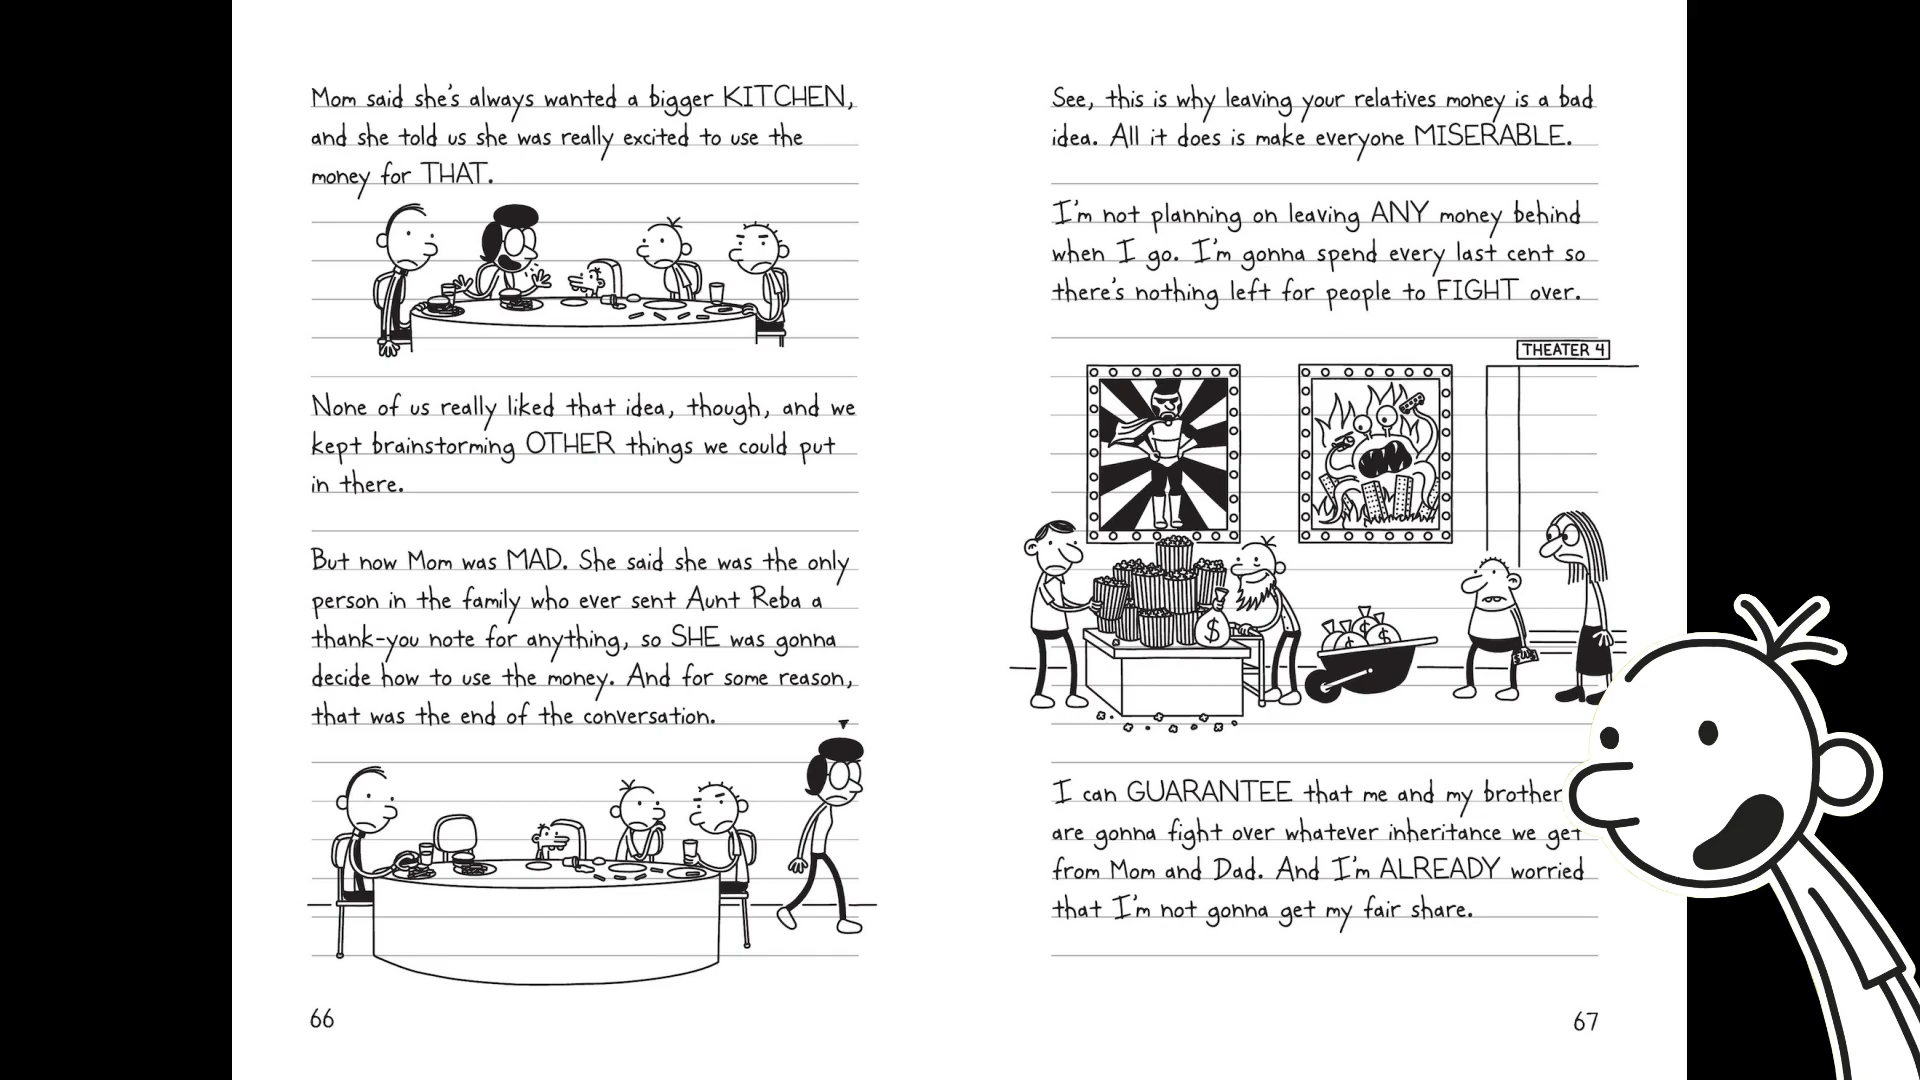 Mom said she's always wanted a bigger KITCHEN,
and she told us she was really excited to use the
money for THAT.
None of us really liked that idea, though, and we
kept brainstorming OTHER things we could put
in there.
But now Mom was MAD. She said she was the only
person in the family who ever sent Aunt Reba a
thank-you note for anything, so SHE was gonna
decide how to use the money. And for some reason,
that was the end of the conversation.
66
See, this is why leaving your relatives money is a bad
idea. All it does is make everyone MISERABLE.
I'm not planning on leaving ANY money behind
when I go. I'm gonna spend every last cent so
there's nothing left for people to FIGHT over.
THEATER 4
$
I can GUARANTEE that me and my brother
are gonna fight over whatever inheritance we get
from Mom and Dad. And I'm ALREADY worried
that I'm not gonna get my fair share.
67